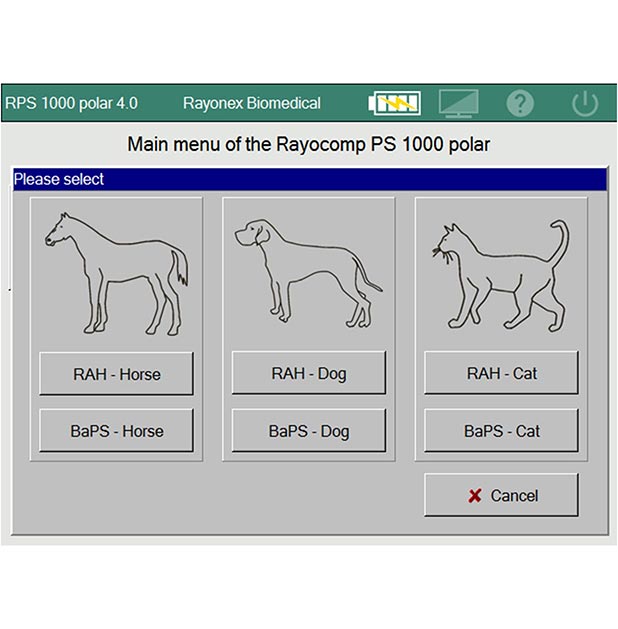 RPS 1000 polar 4.0 Rayonex Biomedical
Main menu of the Rayocomp PS 1000 polar
Please select
RAH - Horse RAH - Dog RAH - Cat
BaPS - Horse BaPS - Dog BaPS - Cat
Cancel